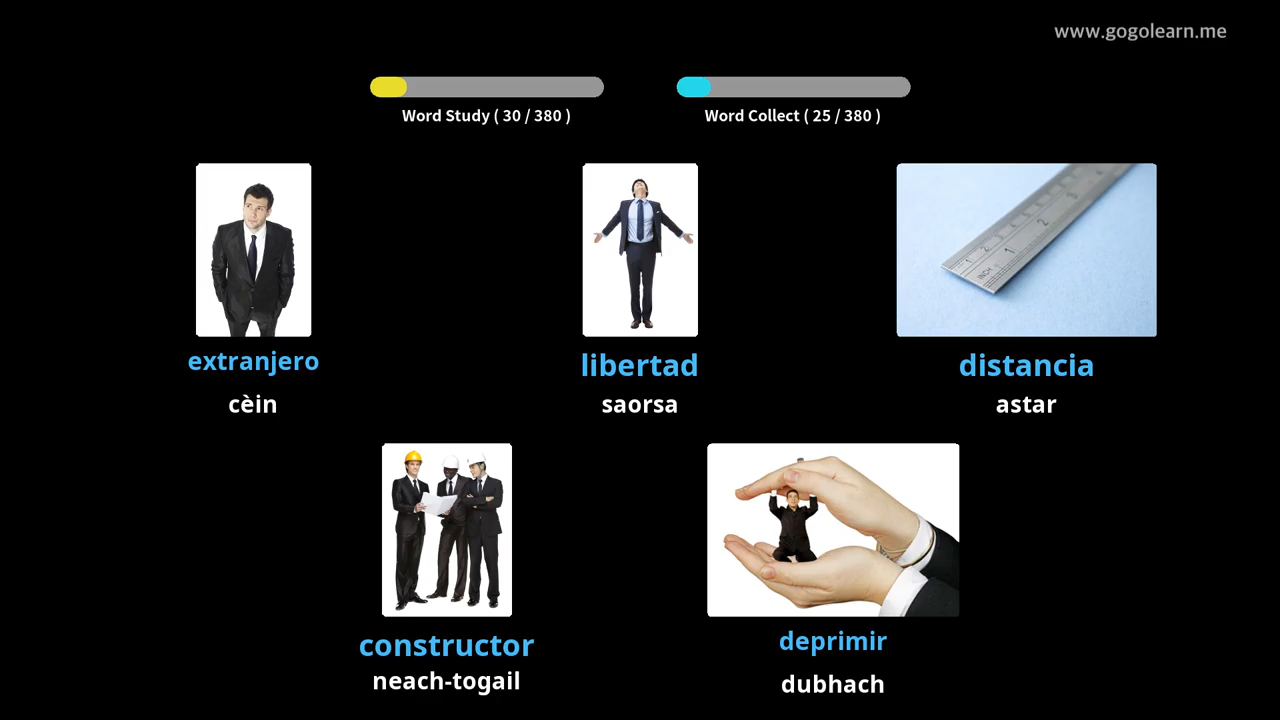 www.gogolearn.me
Word Study ( 30 / 380 )
Word Collect ( 25 / 380 )
extranjero
cèin
libertad
saorsa
distancia
astar
constructor
neach-togail
deprimir
dubhach